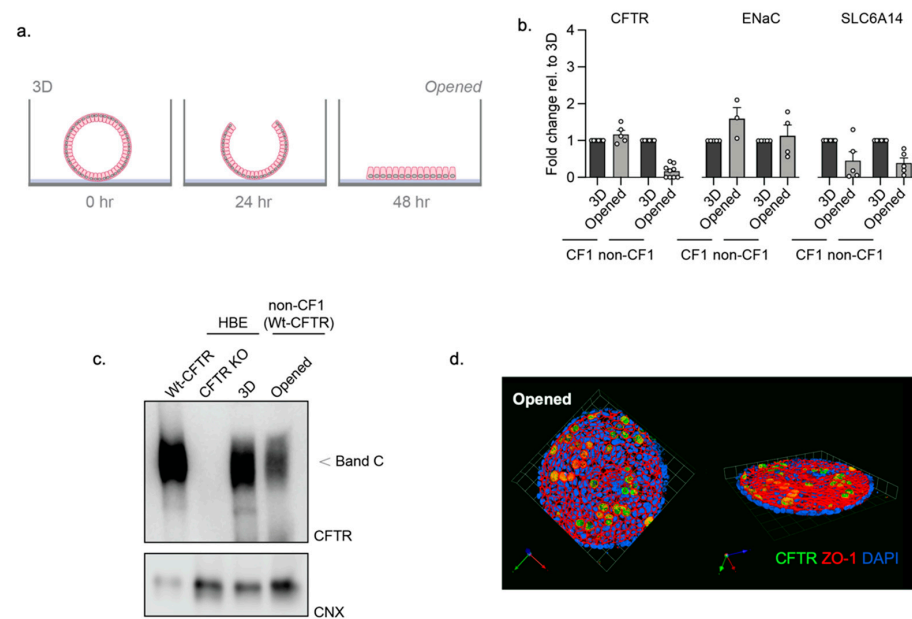 a.
3D
Opened
0 hr
24 hr
48 hr
b.
CFTR
ENaC
SLC6A14
Fold change rel. to 3D
4
3
2
1
0
3D
Opened
3D
Opened
3D
Opened
3D
Opened
3D
Opened
3D
Opened
CF1 non-CF1
CF1 non-CF1
CF1 non-CF1
c.
HBE
non-CF1
(Wt-CFTR)
Wt-CFTR
CFTR KO
3D
Opened
< Band C
CFTR
CNX
d.
Opened
CFTR ZO-1 DAPI